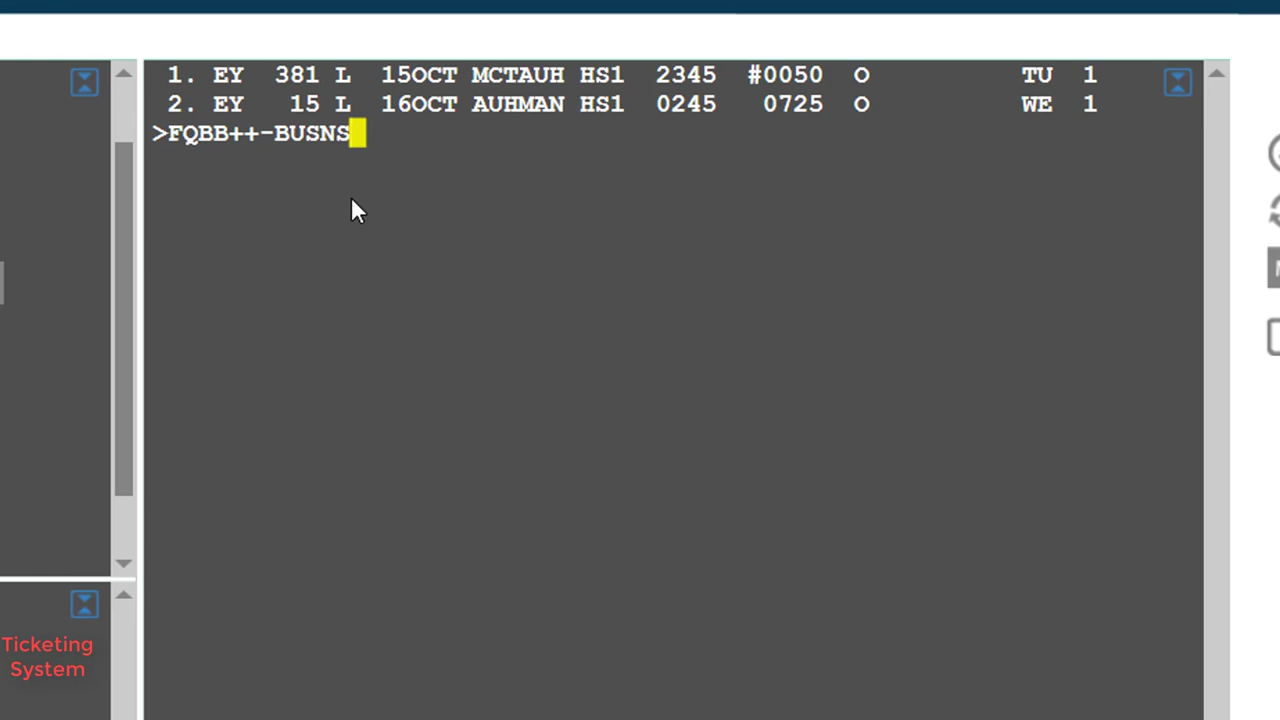 1. EY 381 L 15OCT MCTAUH HS1 2345 #0050 O TU 1
2. EY 15 L 16OCT AUHMAN HS1 0245 0725 O WE 1
>FQBB++-BUSNS
Ticketing
System